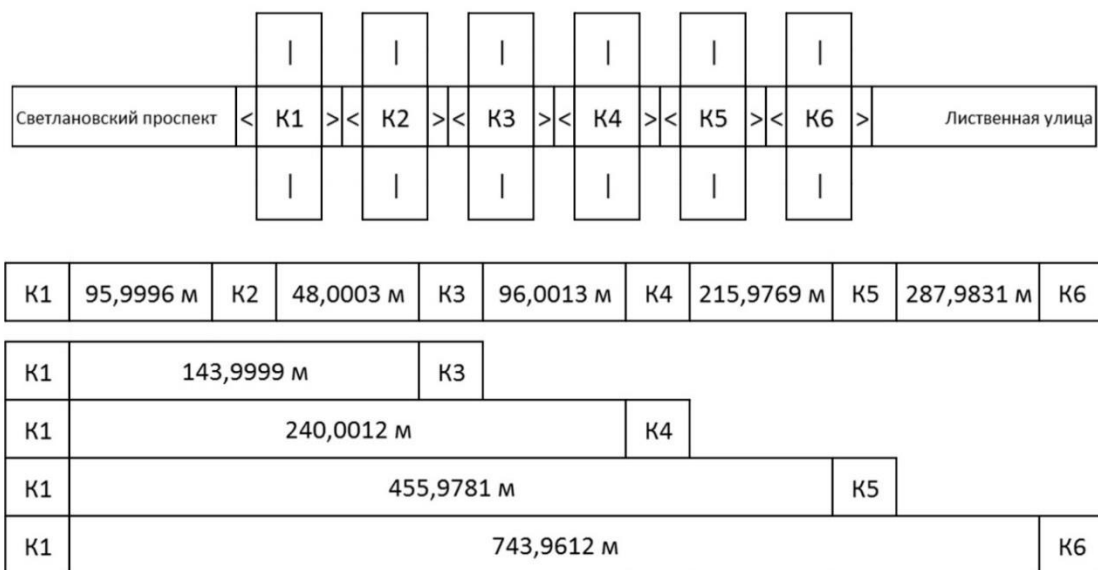 | | | | | |
Светлановский проспект < К1 > < К2 > < К3 > < К4 > < К5 > < К6 > Лиственная улица
| | | | | |
К1 95,9996 м К2 48,0003 м К3 96,0013 м К4 215,9769 м К5 287,9831 м К6
К1 143,9999 м К3
К1 240,0012 м К4
К1 455,9781 м К5
К1 743,9612 м К6